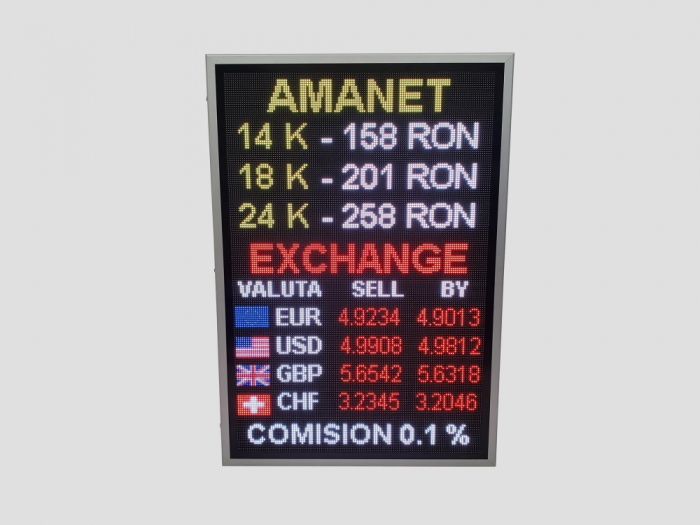 AMANET
14 K - 158 RON
18 K - 201 RON
24 K - 258 RON
EXCHANGE
VALUTA SELL BY
EUR 4.9234 4.9013
USD 4.9908 4.9812
GBP 5.6542 5.6318
CHF 3.2345 3.2046
COMISION 0.1 %